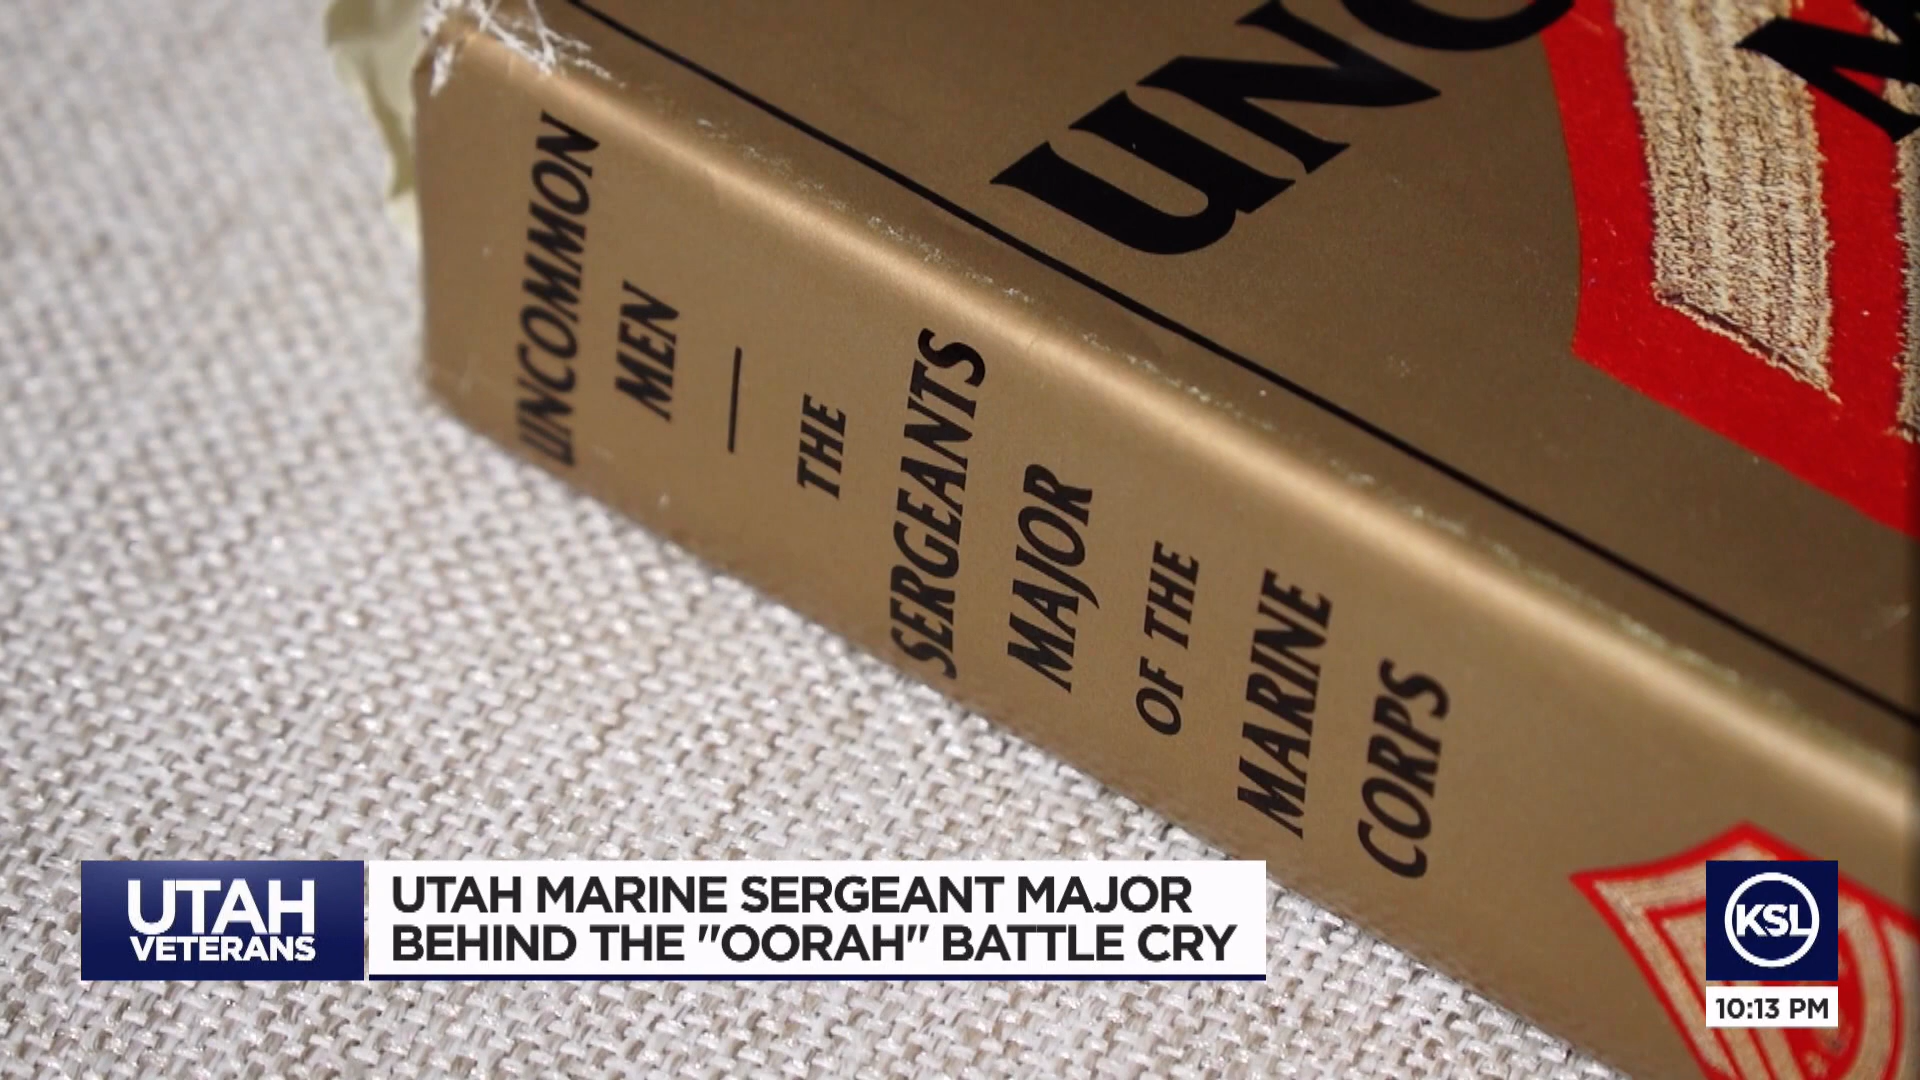 UNCOMMON
MEN
—
THE
SERGEANTS
MAJOR
OF THE
MARINE
CORPS
UNC
M
UTAH
VETERANS
UTAH MARINE SERGEANT MAJOR
BEHIND THE "OORAH" BATTLE CRY
KSL
10:13 PM